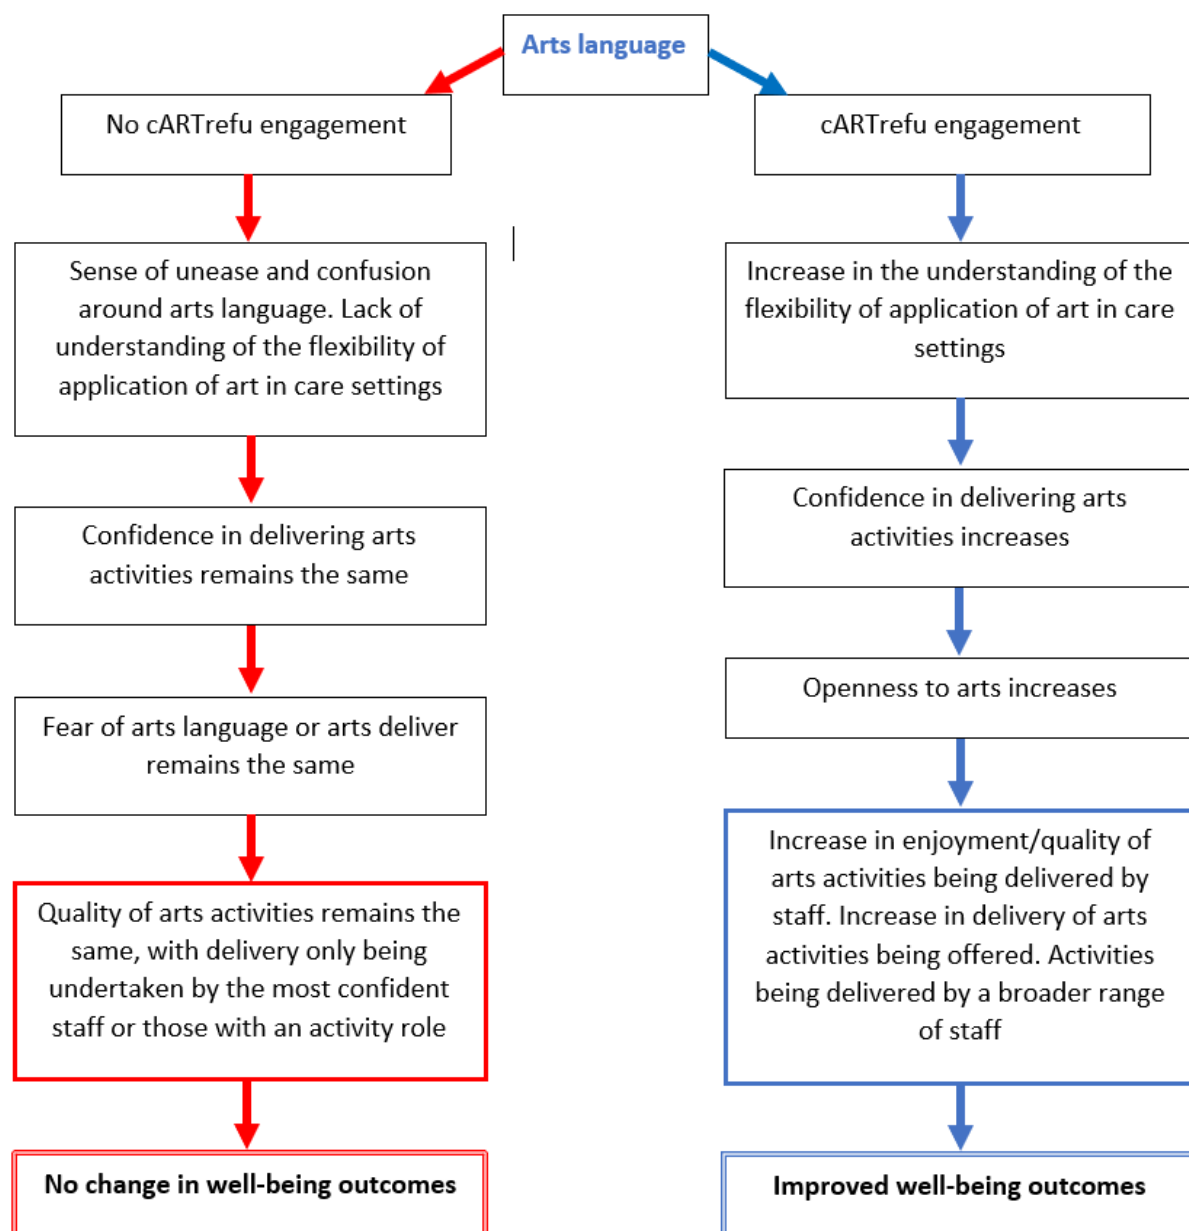 Arts language
No cARTrefu engagement
Sense of unease and confusion
around arts language. Lack of
understanding of the flexibility of
application of art in care settings
Confidence in delivering arts
activities remains the same
Fear of arts language or arts deliver
remains the same
Quality of arts activities remains the
same, with delivery only being
undertaken by the most confident
staff or those with an activity role
No change in well-being outcomes
cARTrefu engagement
Increase in the understanding of the
flexibility of application of art in care
settings
Confidence in delivering arts
activities increases
Openness to arts increases
Increase in enjoyment/quality of
arts activities being delivered by
staff. Increase in delivery of arts
activities being offered. Activities
being delivered by a broader range
of staff
Improved well-being outcomes